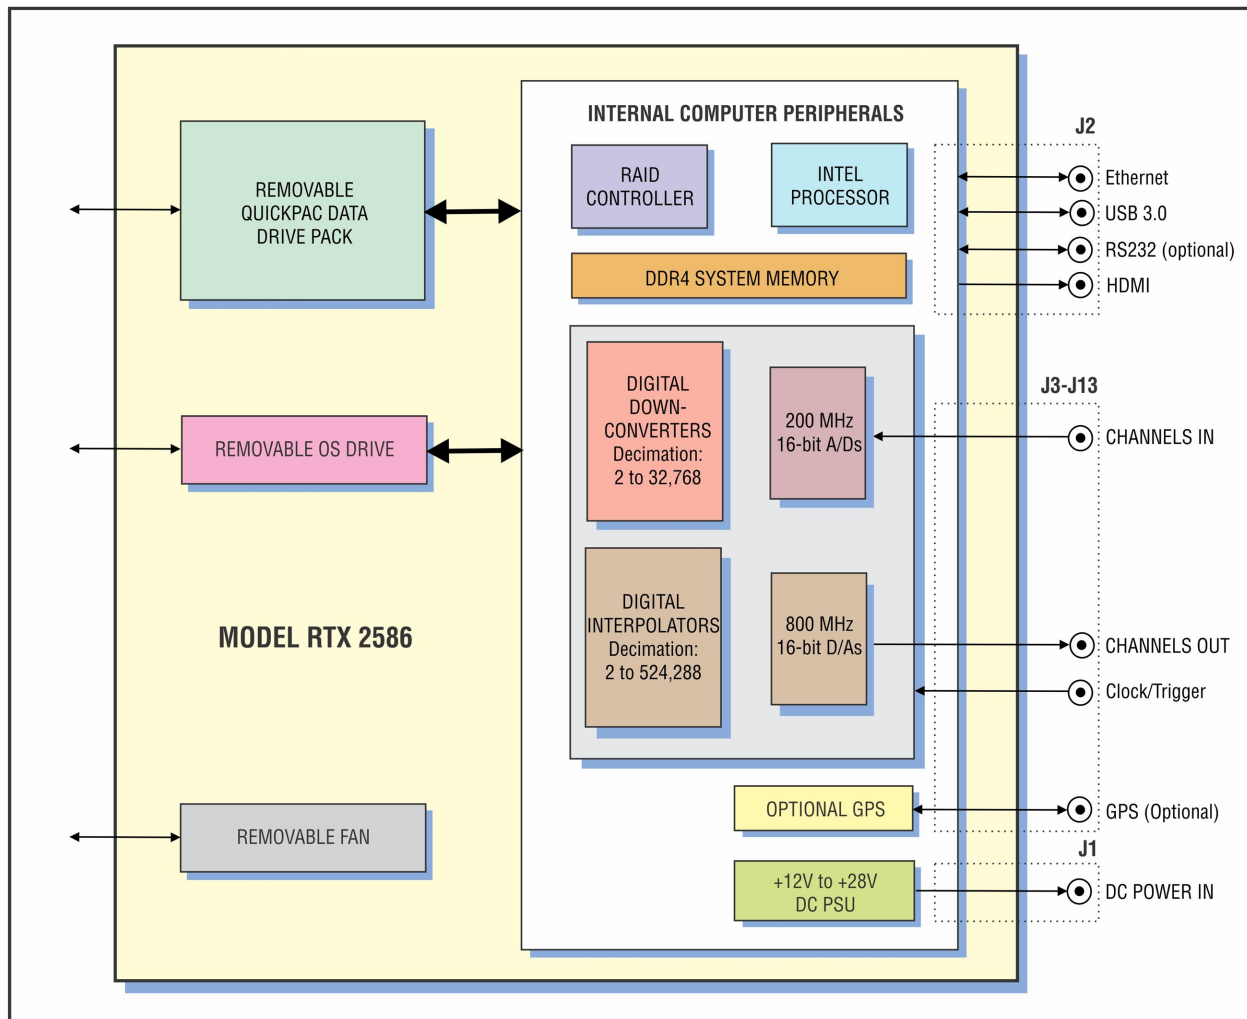 INTERNAL COMPUTER PERIPHERALS
REMOVABLE
QUICKPAC DATA
DRIVE PACK
RAID
CONTROLLER
INTEL
PROCESSOR
DDR4 SYSTEM MEMORY
J2
Ethernet
USB 3.0
RS232 (optional)
HDMI
REMOVABLE OS DRIVE
DIGITAL
DOWN-
CONVERTERS
Decimation:
2 to 32,768
200 MHz
16-bit A/Ds
J3-J13
CHANNELS IN
MODEL RTX 2586
DIGITAL
INTERPOLATORS
Decimation:
2 to 524,288
800 MHz
16-bit D/As
CHANNELS OUT
Clock/Trigger
REMOVABLE FAN
OPTIONAL GPS
GPS (Optional)
J1
+12V to +28V
DC PSU
DC POWER IN